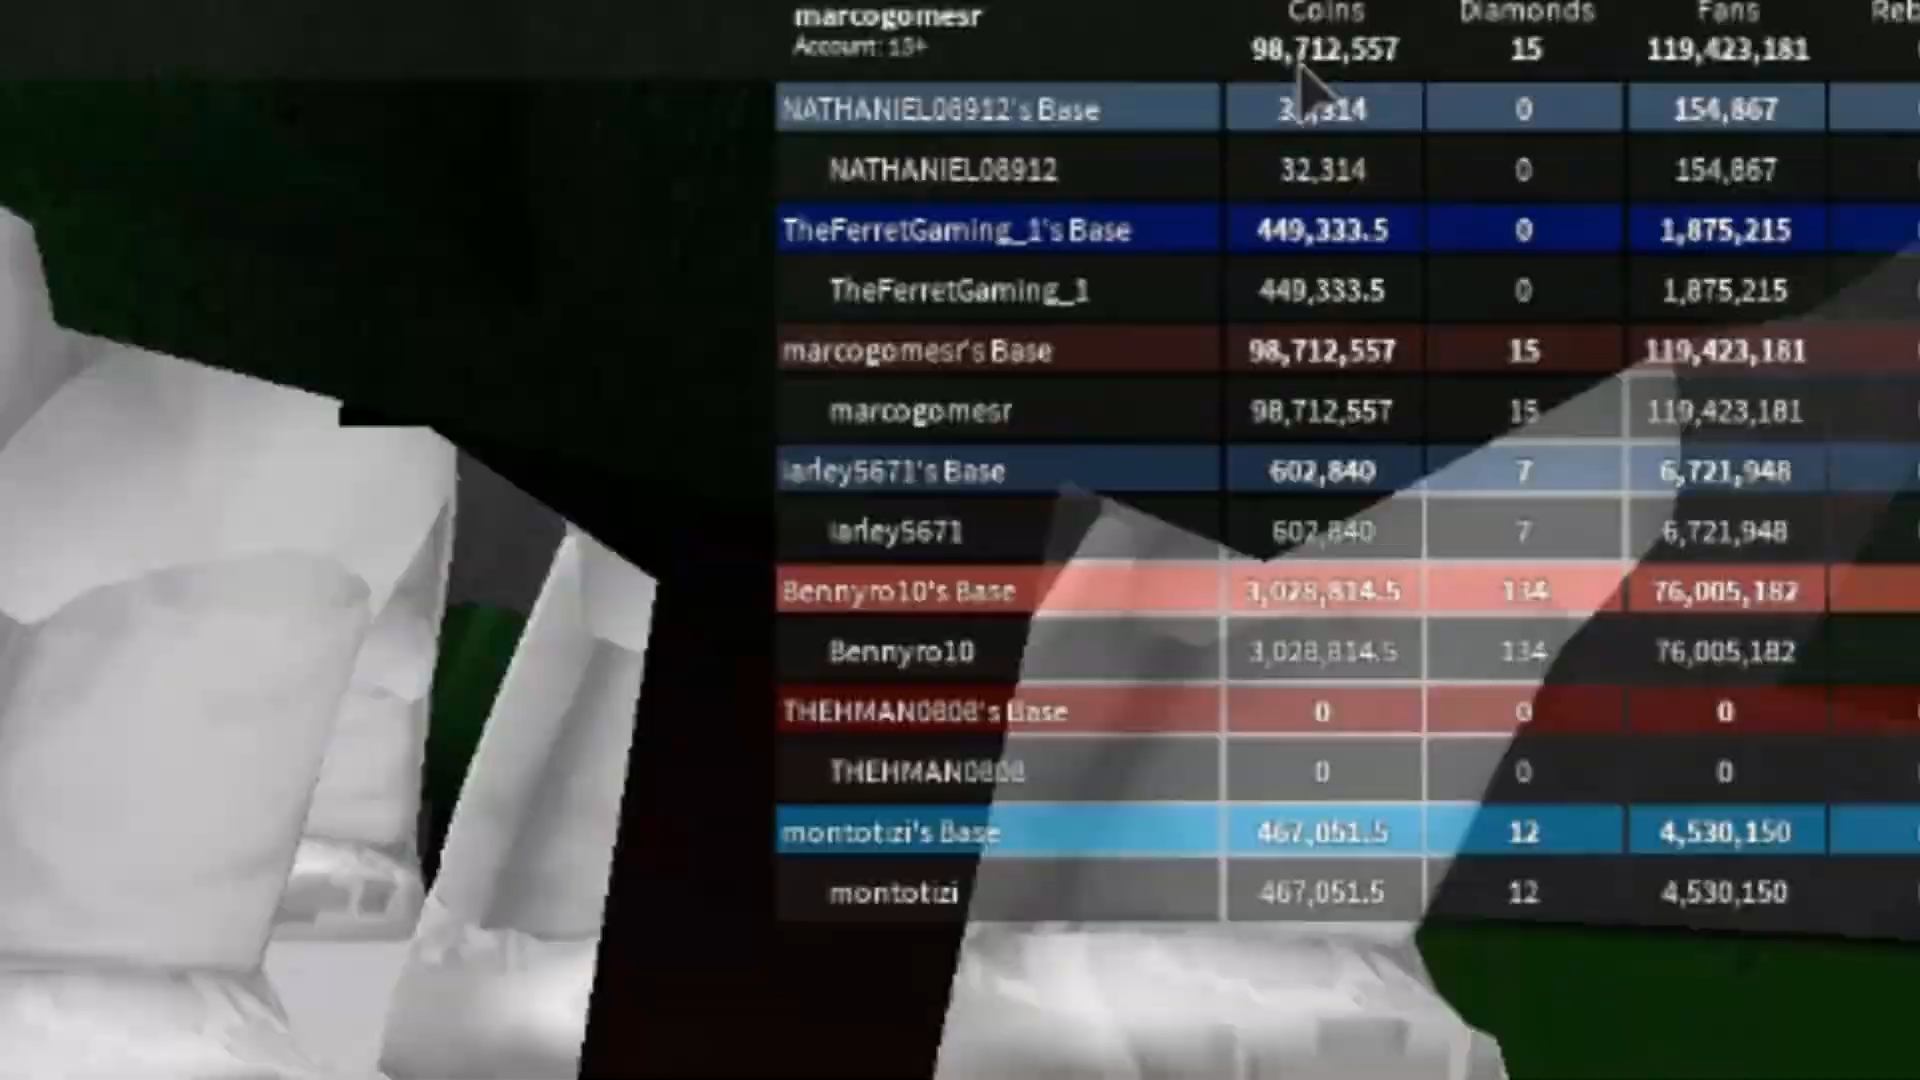 marcogomesr Coins Diamonds Fans
Account: 13+ 98,712,557 15 119,423,181
NATHANIEL08912's Base 0 154,867
NATHANIEL08912 32,314 0 154,867
TheFerretGaming_1's Base 449,333.5 0 1,875,215
TheFerretGaming_1 449,333.5 0 1,875,215
marcogomesr's Base 98,712,557 15 119,423,181
marcogomesr 98,712,557 15 119,423,181
iarley5671's Base 602,840 7 6,721,948
iarley5671 602,840 7 6,721,948
Bennyro10's Base 3,028,814.5 134 76,005,182
Bennyro10 3,028,814.5 134 76,005,182
THEHMAN0808's Base 0 0 0
THEHMAN0808 0 0 0
montotizi's Base 467,051.5 12 4,530,150
montotizi 467,051.5 12 4,530,150